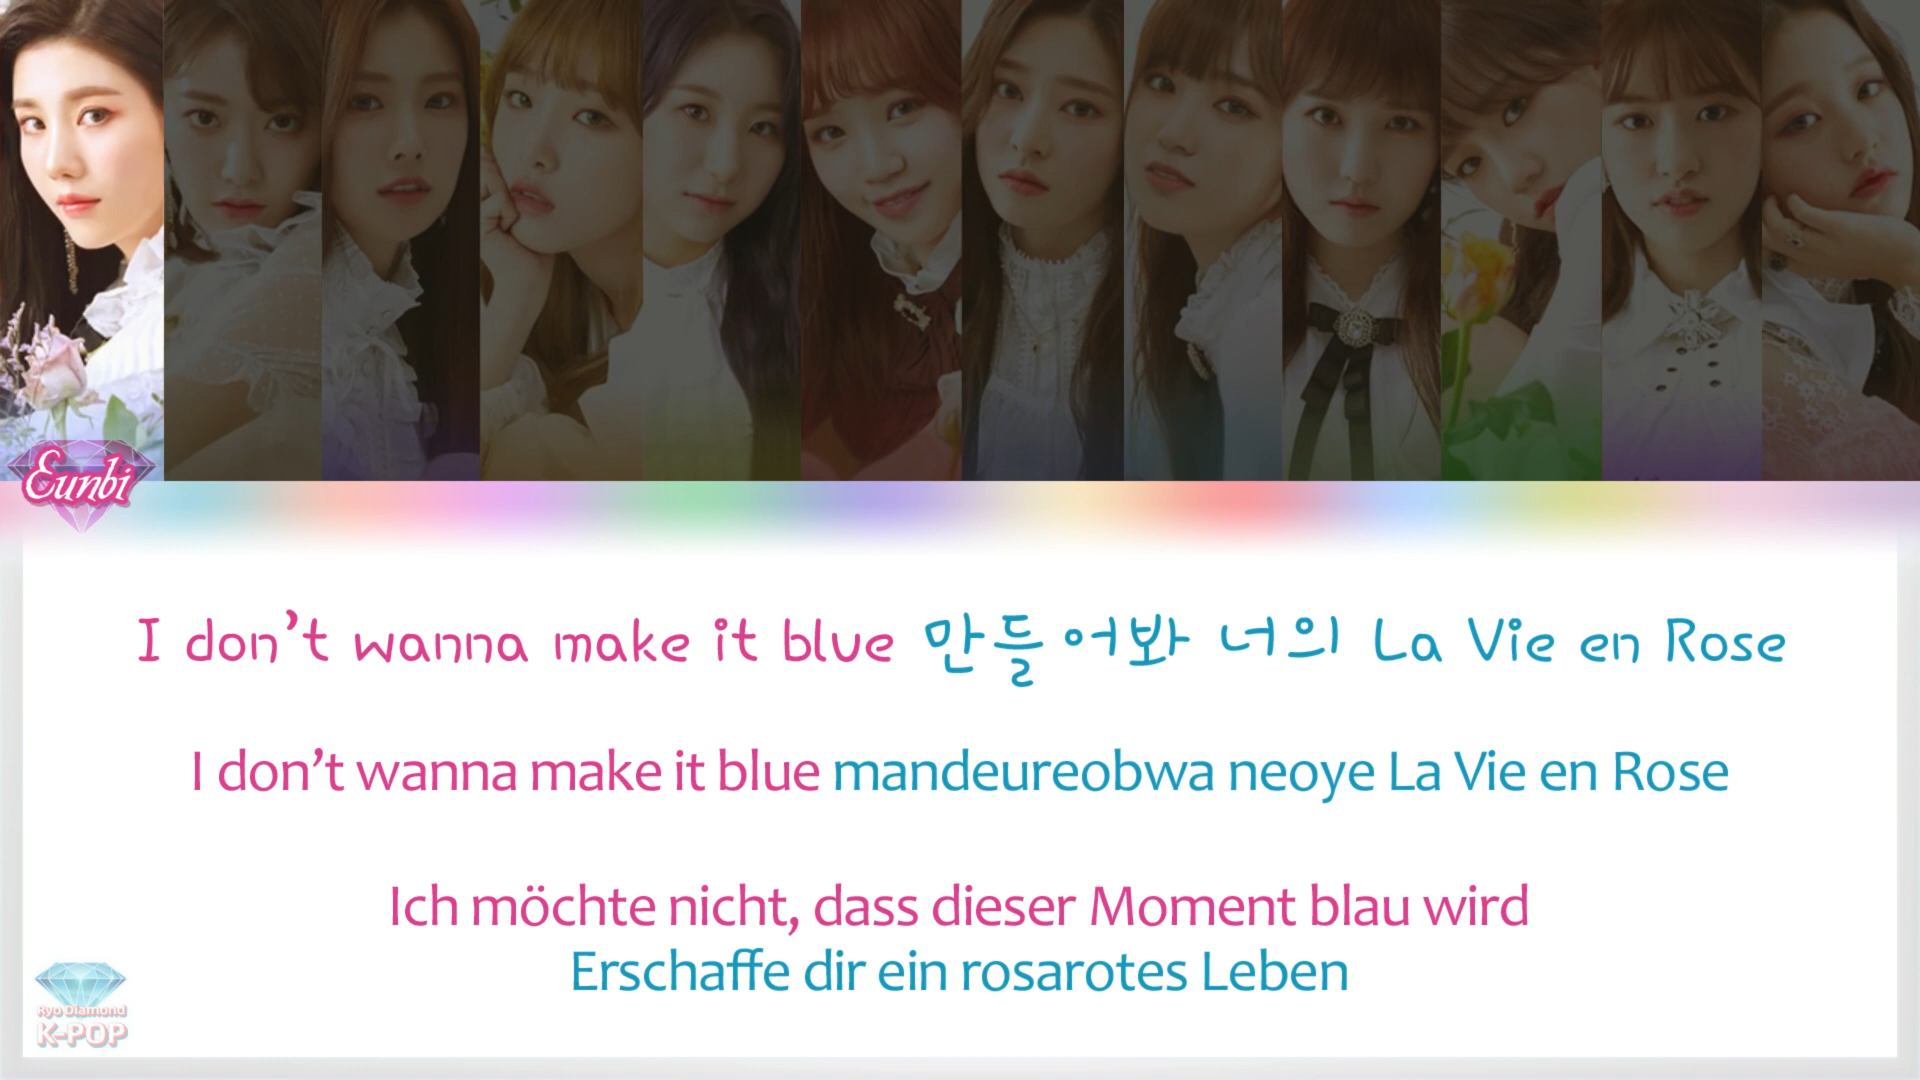 Eunbi
I don't wanna make it blue 만들어봐 너의 La Vie en Rose
I don't wanna make it blue mandeureobwa neoye La Vie en Rose
Ich möchte nicht, dass dieser Moment blau wird
Erschaffe dir ein rosarotes Leben
Ryo Diamond
K-POP